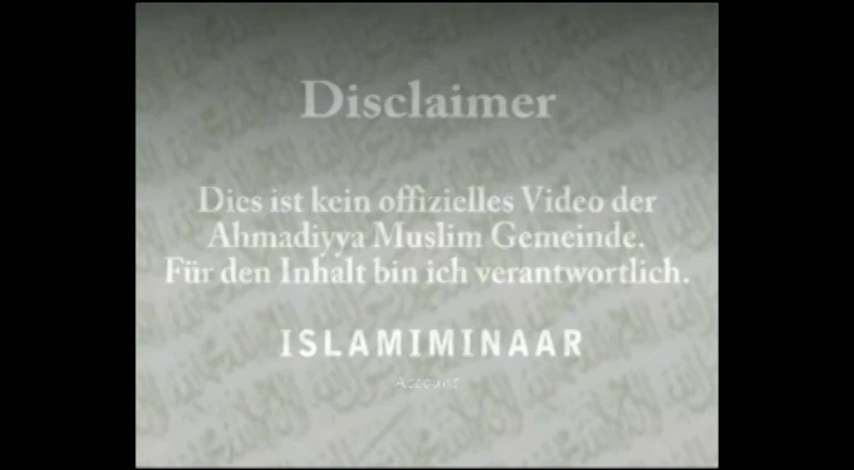 Disclaimer
Dies ist kein offizielles Video der
Ahmadiyya Muslim Gemeinde.
Für den Inhalt bin ich verantwortlich.
ISLAMIMINAAR
Account